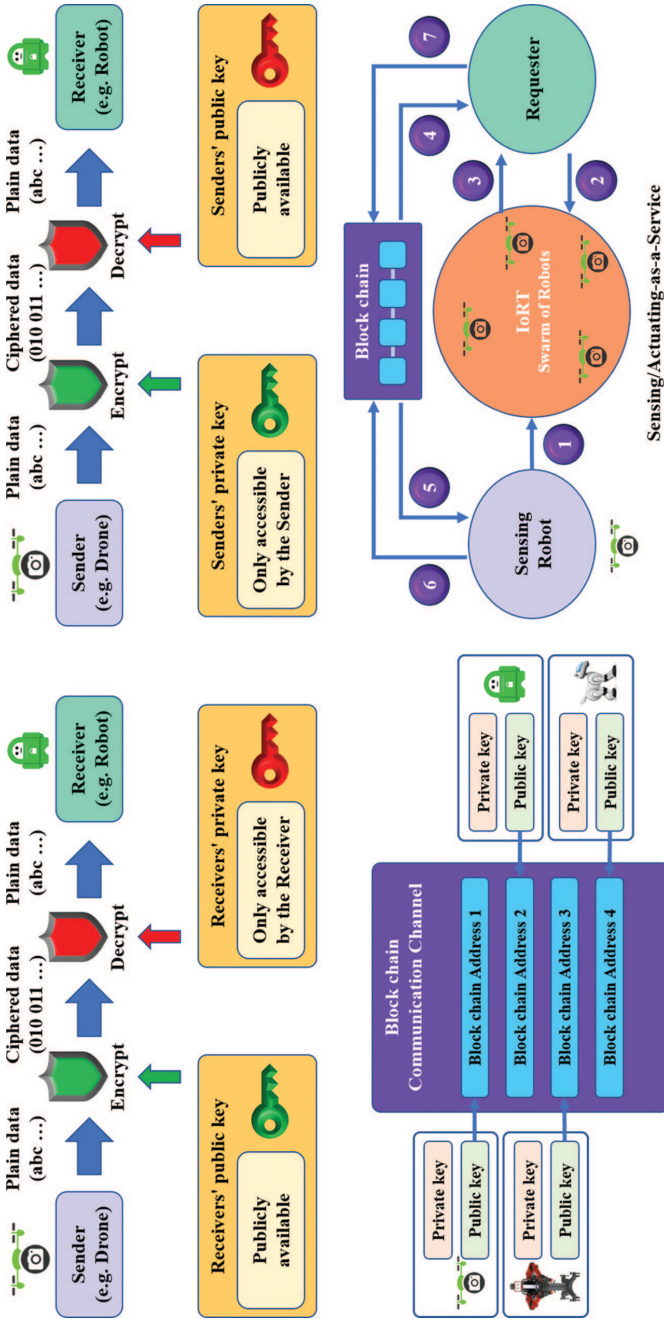 Plain data
(abc ...)
Ciphered data
(010 011 ...)
Plain data
(abc ...)
Sender
(e.g. Drone)
Encrypt
Decrypt
Receiver
(e.g. Robot)
Receivers' public key
Publicly
available
Receivers' private key
Only accessible
by the Receiver
Plain data
(abc ...)
Ciphered data
(010 011 ...)
Plain data
(abc ...)
Sender
(e.g. Drone)
Encrypt
Decrypt
Receiver
(e.g. Robot)
Senders' private key
Only accessible
by the Sender
Senders' public key
Publicly
available
Block chain
Communication Channel
Private key
Public key
Private key
Public key
Block chain Address 1
Block chain Address 2
Block chain Address 3
Block chain Address 4
Private key
Public key
Private key
Public key
Block chain
6
5
4
7
Sensing
Robot
1
IoRT
Swarm of Robots
3
2
Requester
Sensing/Actuating-as-a-Service